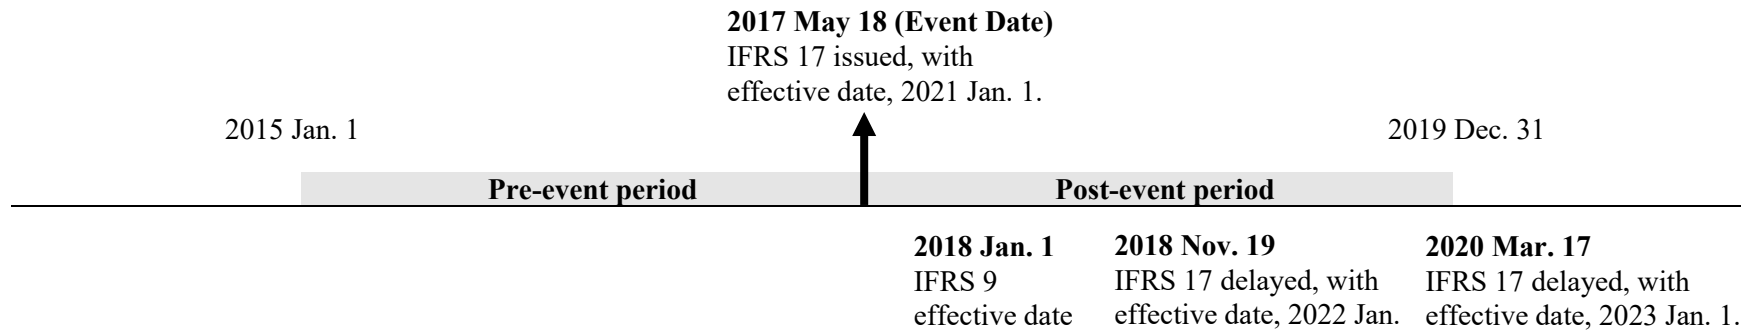 2017 May 18 (Event Date)
IFRS 17 issued, with
effective date, 2021 Jan. 1.
2015 Jan. 1
2019 Dec. 31
Pre-event period
Post-event period
2018 Jan. 1
IFRS 9
effective date
2018 Nov. 19
IFRS 17 delayed, with
effective date, 2022 Jan.
2020 Mar. 17
IFRS 17 delayed, with
effective date, 2023 Jan. 1.